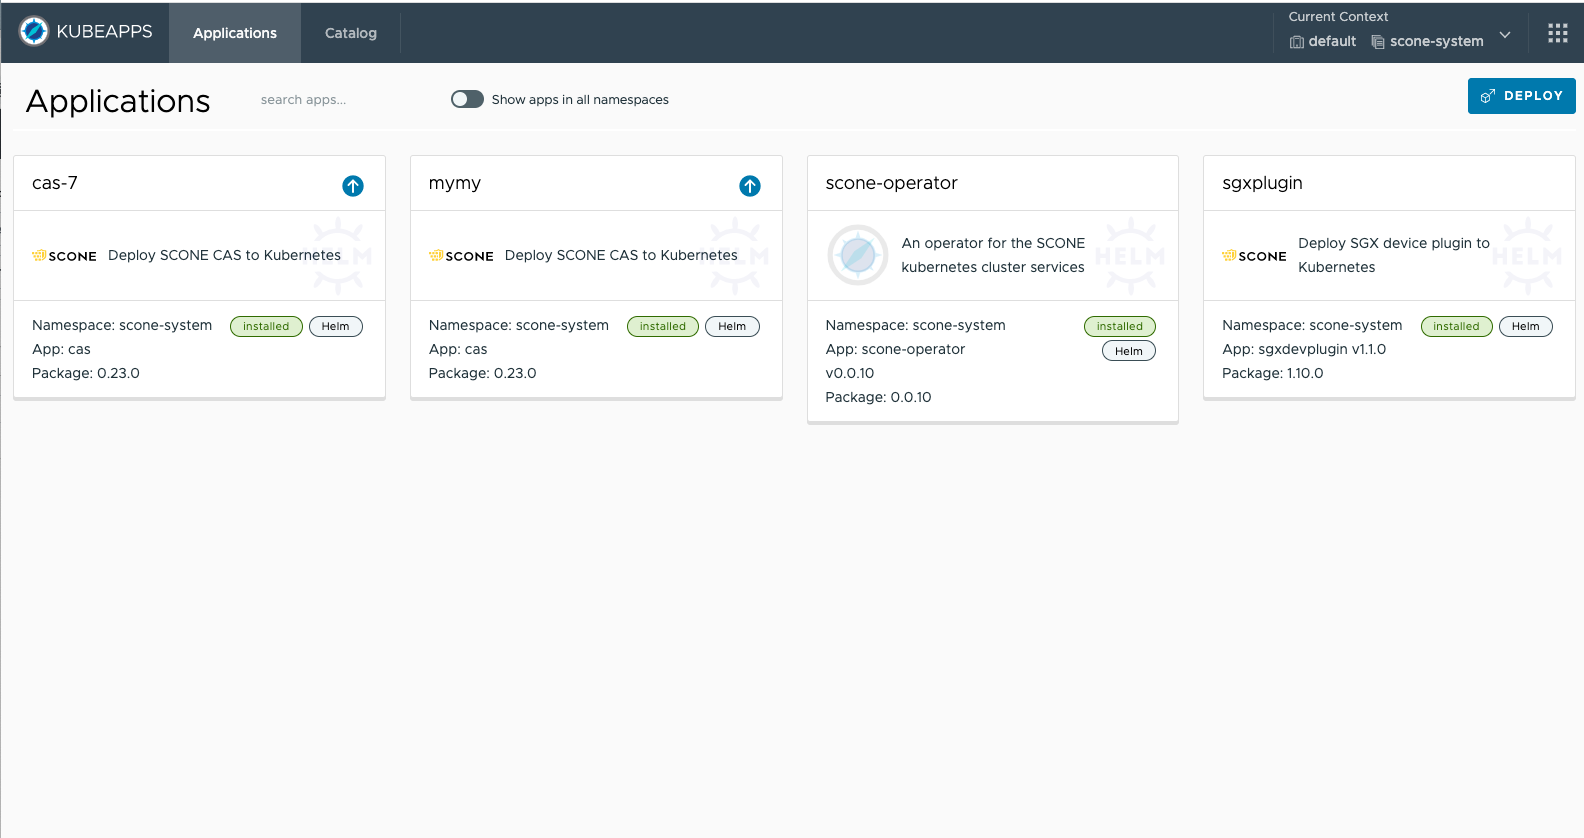 KUBEAPPS
Applications
Catalog
Current Context
default
scone-system
Applications
search apps...
Show apps in all namespaces
DEPLOY
cas-7
SCONE
Deploy SCONE CAS to Kubernetes
HELM
Namespace: scone-system
installed
Helm
App: cas
Package: 0.23.0
mymy
SCONE
Deploy SCONE CAS to Kubernetes
HELM
Namespace: scone-system
installed
Helm
App: cas
Package: 0.23.0
scone-operator
An operator for the SCONE
kubernetes cluster services
HELM
Namespace: scone-system
installed
App: scone-operator
Helm
v0.0.10
Package: 0.0.10
sgxplugin
SCONE
Deploy SGX device plugin to
Kubernetes
HELM
Namespace: scone-system
installed
Helm
App: sgxdevplugin v1.1.0
Package: 1.10.0